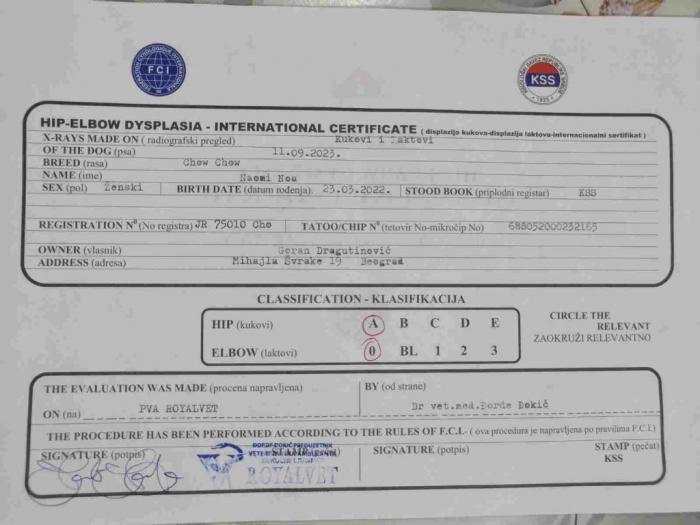 FCI
KSS
HIP-ELBOW DYSPLASIA - INTERNATIONAL CERTIFICATE ( displazija kukova-displazija laktova-internacionalni sertifikat )
X-RAYS MADE ON ( radiografski pregled) Kukovi i laktovi
OF THE DOG (psa) 11.09.2023.
BREED (rasa) Chow Chow
NAME (ime) Naomi Noa
SEX (pol) Ženski BIRTH DATE (datum rođenja). 23.03.2022. STOOD BOOK (priplodni registar) KSS
REGISTRATION Nº (No registra) JR 75010 Cho TATOO/CHIP Nº (tetovir No-mikročip No) 688052000232165
OWNER (vlasnik) Goran Dragutinović
ADDRESS (adresa) Mihajla Švrake 19 Beograd
CLASSIFICATION - KLASIFIKACIJA
HIP (kukovi) A B C D E
ELBOW (laktovi) 0 BL 1 2 3
CIRCLE THE
RELEVANT
ZAOKRUŽI RELEVANTNO
THE EVALUATION WAS MADE (procena napravljena) BY (od strane)
ON (na) PVA ROYALVET Dr vet.med.Đorđe Đokić
THE PROCEDURE HAS BEEN PERFORMED ACCORDING TO THE RULES OF F.C.I.- ( ova procedura je napravljena po pravilima F.C.I.)
SIGNATURE (potpis) SIGNATURE (potpis) STAMP (pečat)
KSS
ROYALVET